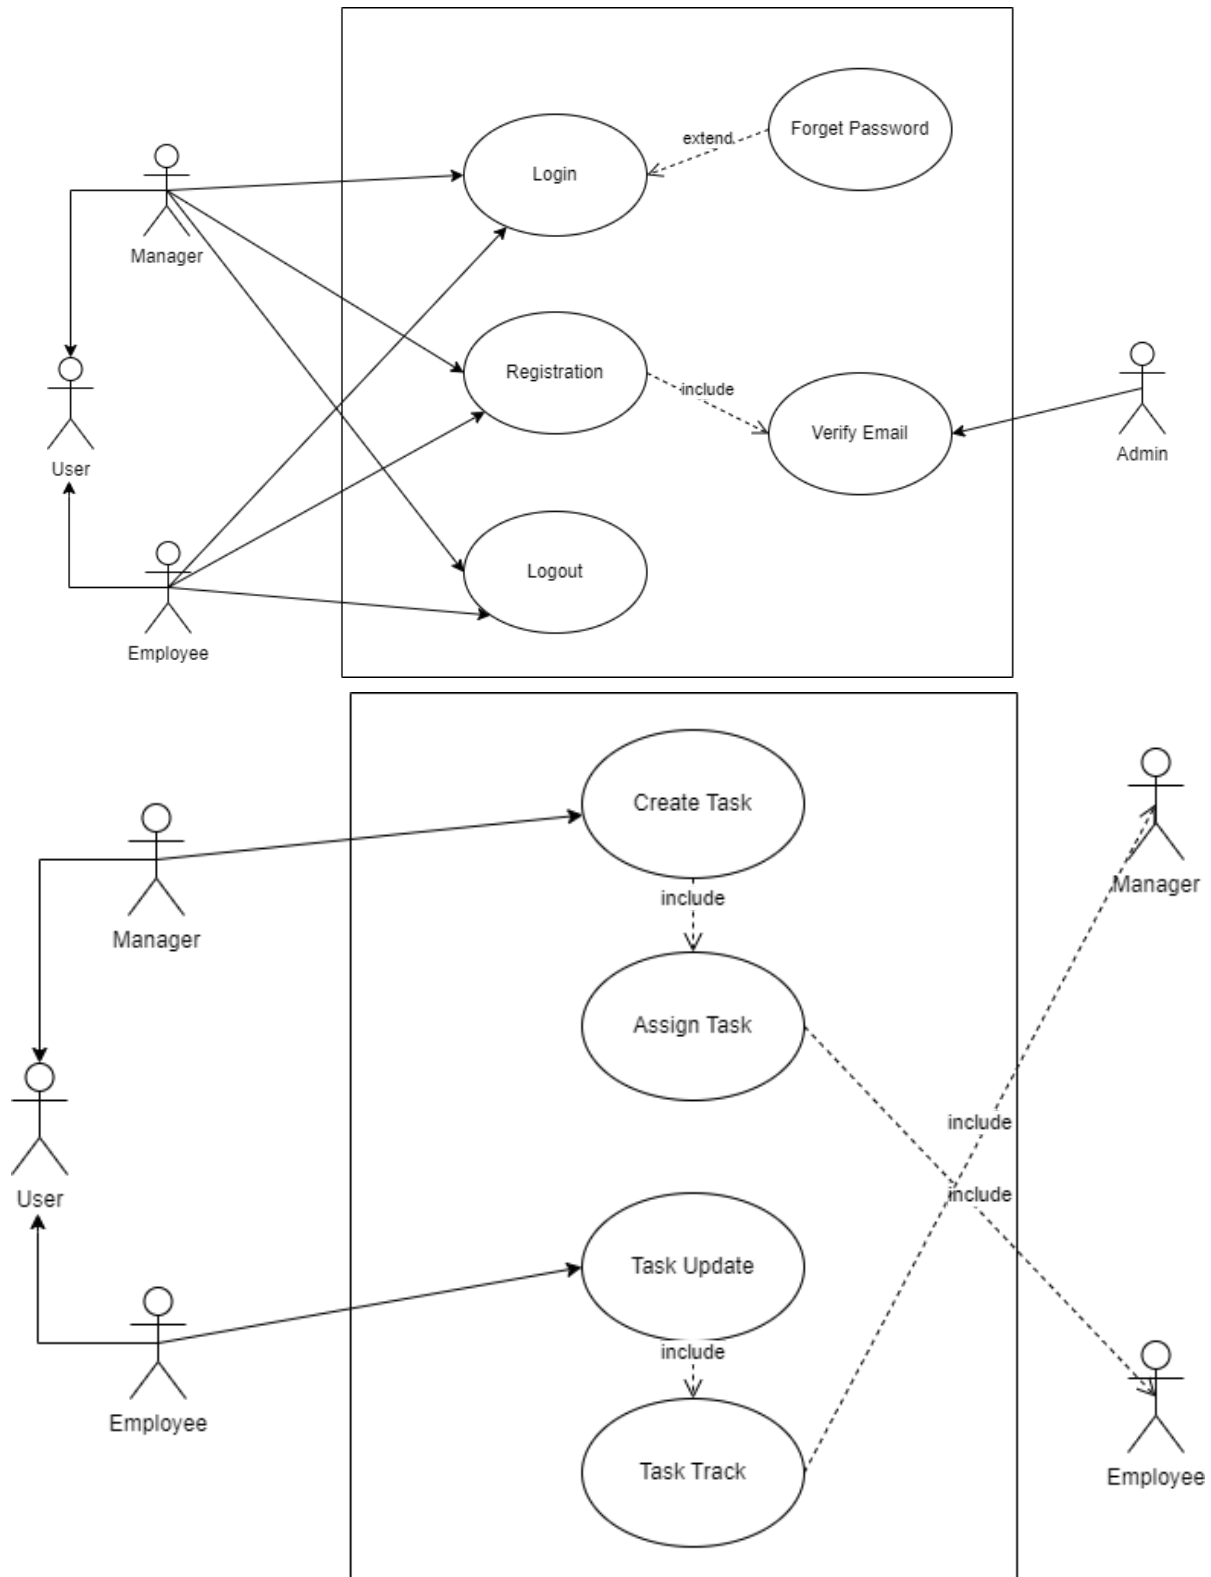 Forget Password
extend
Login
Manager
Registration
include
Verify Email
User
Admin
Logout
Employee
Create Task
Manager
include
Manager
Assign Task
include
include
User
Task Update
include
Employee
Task Track
Employee